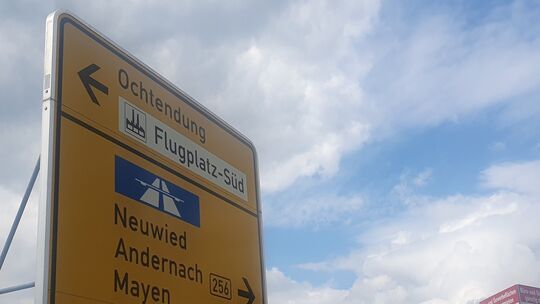 Ochtendung
Flugplatz-Süd
Neuwied
Andernach
Mayen 256